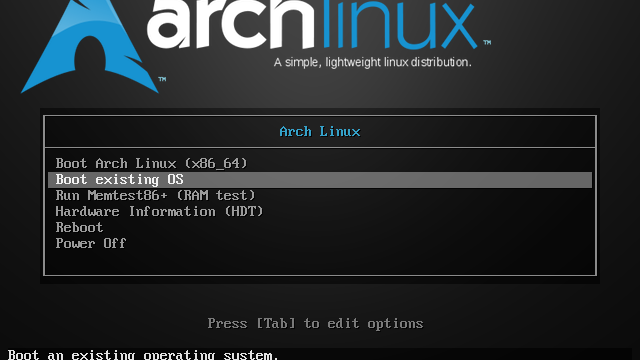 archlinux™
A simple, lightweight linux distribution.
™
Arch Linux
Boot Arch Linux (x86_64)
Boot existing OS
Run Memtest86+ (RAM test)
Hardware Information (HDT)
Reboot
Power Off
Press [Tab] to edit options
Boot an existing operating system.